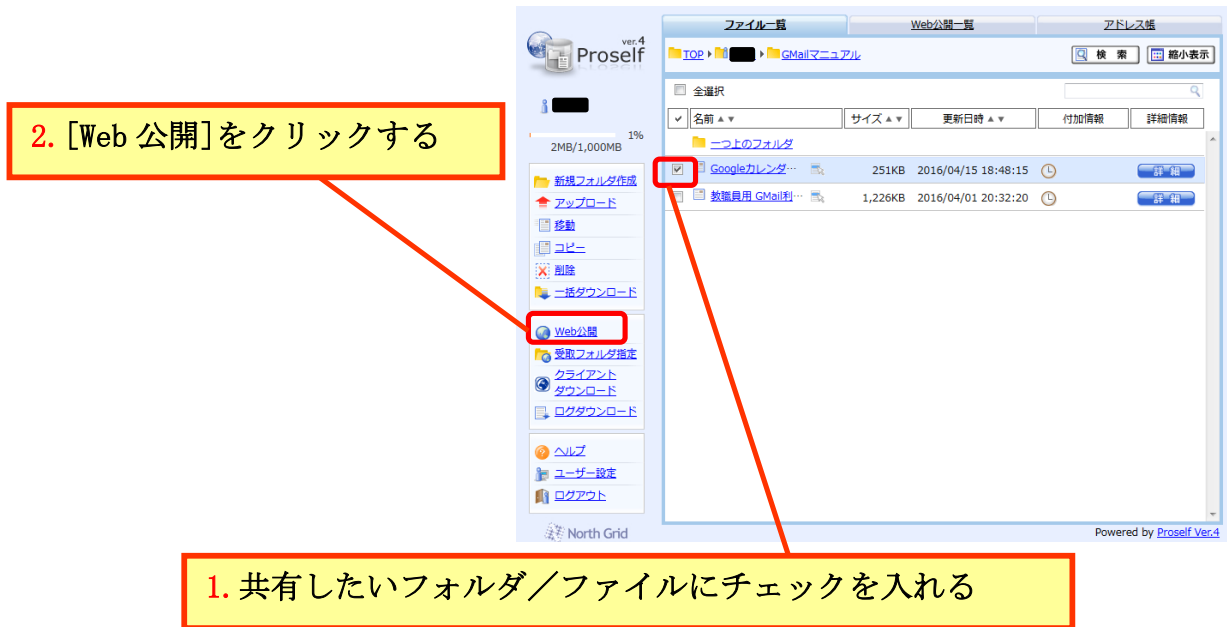 ファイル一覧 Web公開一覧 アドレス帳
ver.4
Proself
TOP GMailマニュアル
検 索 縮小表示
全選択
1%
2MB/1,000MB
名前▲▼ サイズ▲▼ 更新日時▲▼ 付加情報 詳細情報
一つ上のフォルダ
Googleカレンダ… 251KB 2016/04/15 18:48:15 詳 細
教職員用 GMail利… 1,226KB 2016/04/01 20:32:20 詳 細
新規フォルダ作成
アップロード
移動
コピー
削除
一括ダウンロード
Web公開
受取フォルダ指定
クライアント
ダウンロード
ログダウンロード
ヘルプ
ユーザー設定
ログアウト
North Grid
Powered by Proself Ver.4
2. [Web 公開]をクリックする
1. 共有したいフォルダ／ファイルにチェックを入れる